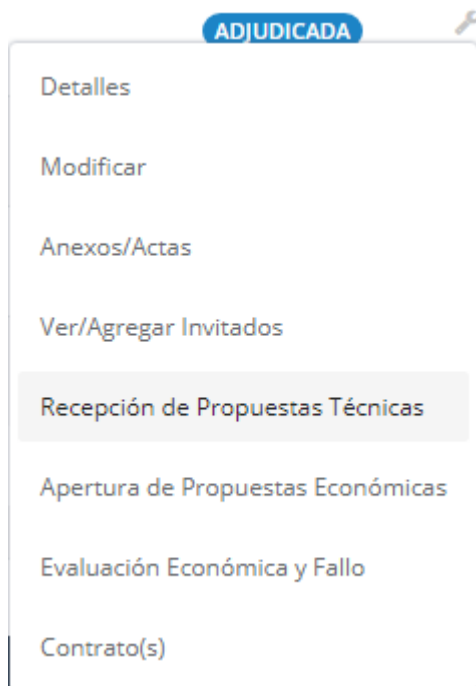 ADJUDICADA
Detalles
Modificar
Anexos/Actas
Ver/Agregar Invitados
Recepción de Propuestas Técnicas
Apertura de Propuestas Económicas
Evaluación Económica y Fallo
Contrato(s)